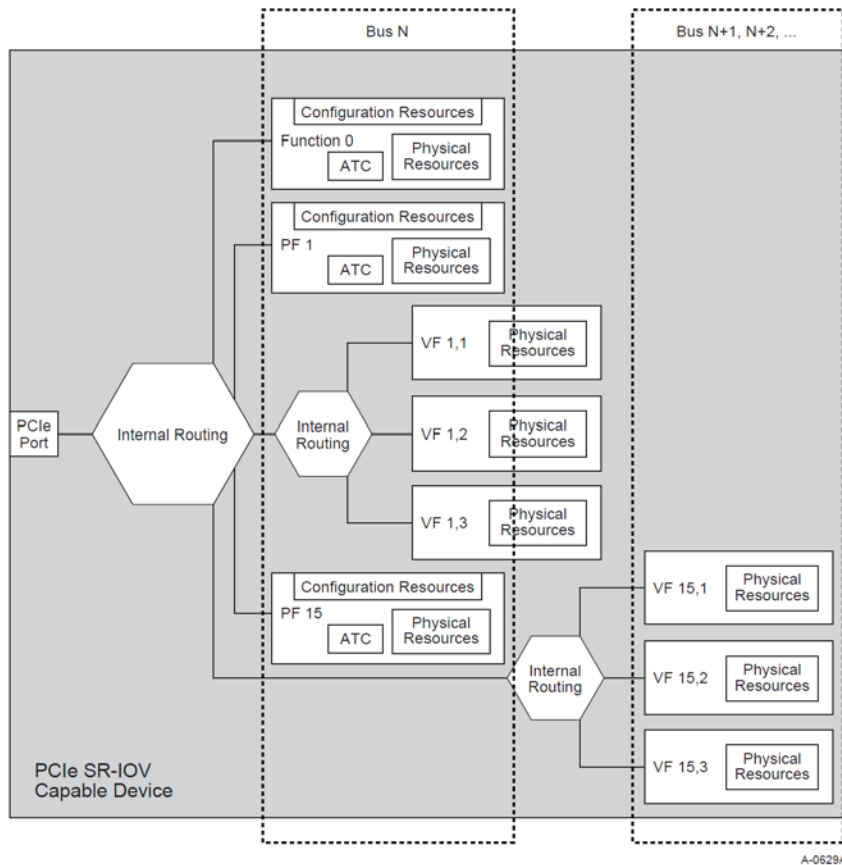 Bus N
Bus N+1, N+2, ...
Configuration Resources
Function 0
ATC
Physical
Resources
Configuration Resources
PF 1
ATC
Physical
Resources
VF 1,1
Physical
Resources
PCIe
Port
Internal Routing
Internal
Routing
VF 1,2
Physical
Resources
VF 1,3
Physical
Resources
Configuration Resources
PF 15
ATC
Physical
Resources
Internal
Routing
VF 15,1
Physical
Resources
VF 15,2
Physical
Resources
VF 15,3
Physical
Resources
PCIe SR-IOV
Capable Device
A-0629A